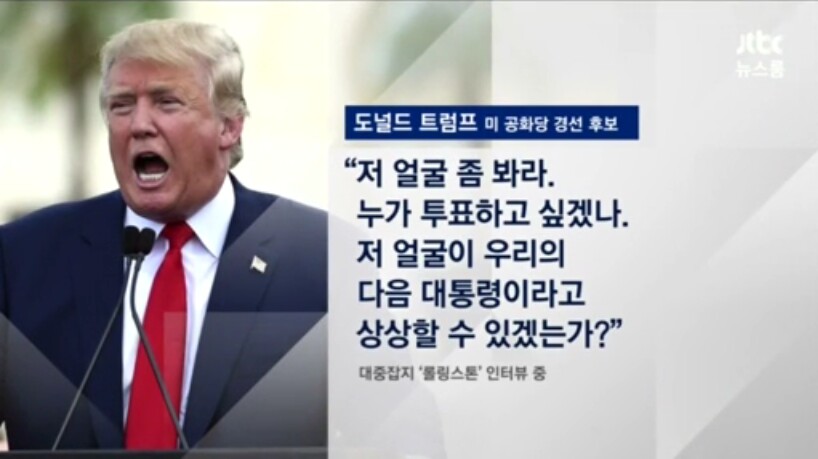 jtbc
뉴스룸
도널드 트럼프 미 공화당 경선 후보
“저 얼굴 좀 봐라.
누가 투표하고 싶겠나.
저 얼굴이 우리의
다음 대통령이라고
상상할 수 있겠는가?”
대중잡지 ‘롤링스톤’ 인터뷰 중